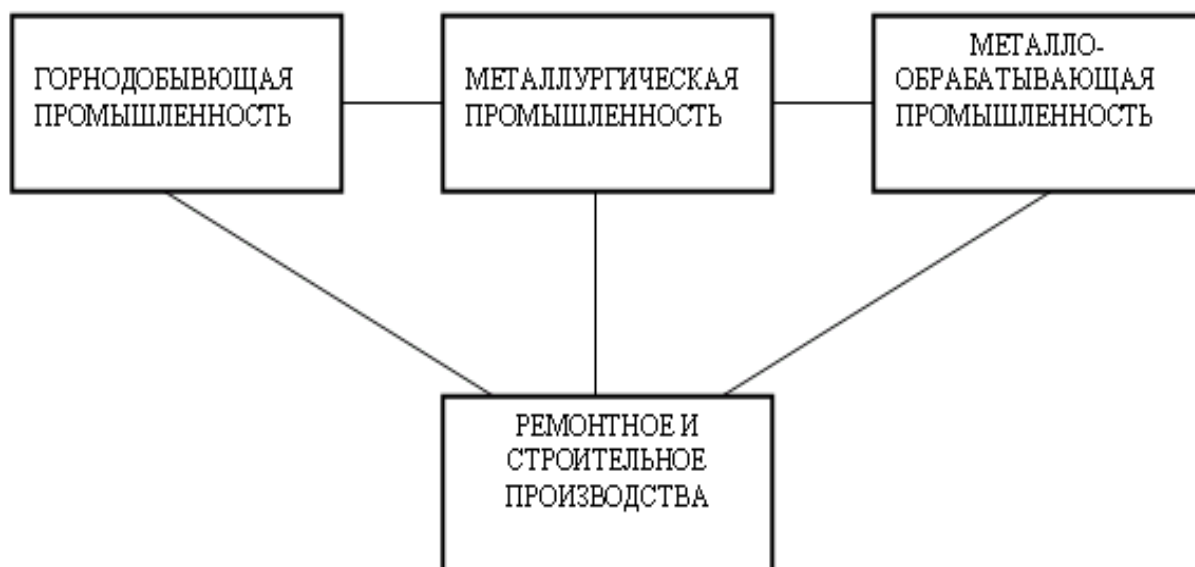 ГОРНОДОБЫВЮЩАЯ
ПРОМЫШЛЕННОСТЬ
МЕТАЛЛУРГИЧЕСКАЯ
ПРОМЫШЛЕННОСТЬ
МЕТАЛЛО-
ОБРАБАТЫВАЮЩАЯ
ПРОМЫШЛЕННОСТЬ
РЕМОНТНОЕ И
СТРОИТЕЛЬНОЕ
ПРОИЗВОДСТВА